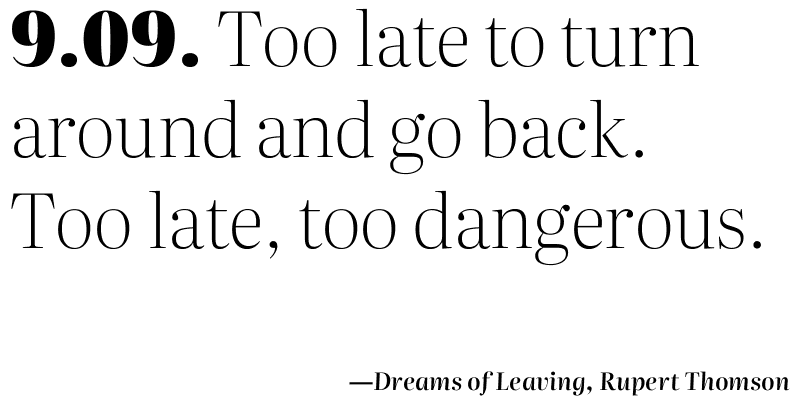 9.09. Too late to turn
around and go back.
Too late, too dangerous.
—Dreams of Leaving, Rupert Thomson